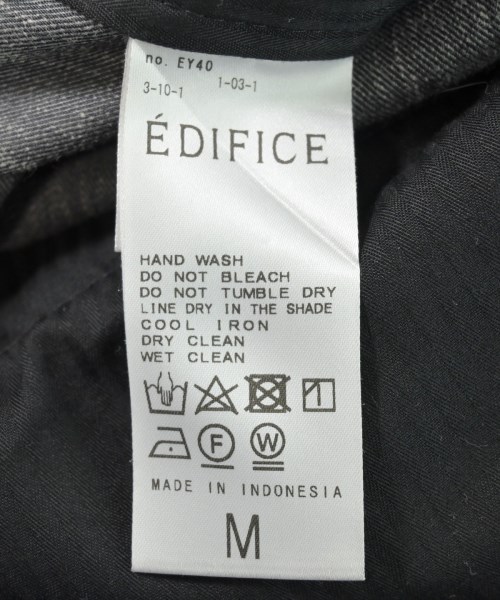 no. EY40
3-10-1 1-03-1
ÉDIFICE
HAND WASH
DO NOT BLEACH
DO NOT TUMBLE DRY
LINE DRY IN THE SHADE
COOL IRON
DRY CLEAN
WET CLEAN
F W
MADE IN INDONESIA
M